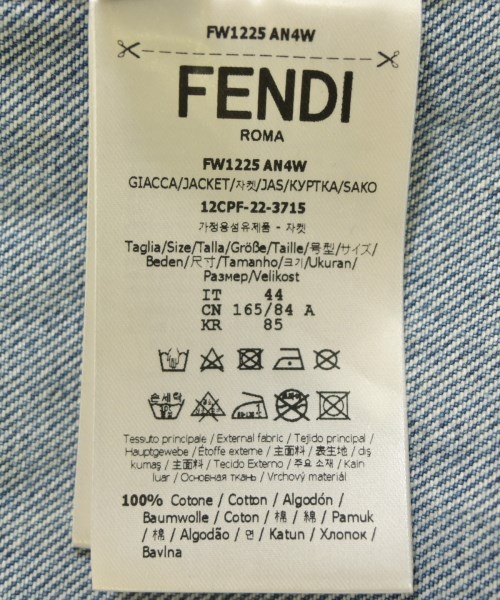 FW1225 AN4W
FENDI
ROMA
FW1225 AN4W
GIACCA/JACKET/자켓/JAS/КУРТКА/SAKO
12CPF-22-3715
가정용섬유제품 - 자켓
Taglia/Size/Talla/Größe/Taille/号型/サイズ/
Beden/尺寸/Tamanho/크기/Ukuran/
Размер/Velikost
IT 44
CN 165/84 A
KR 85
손세탁
Tessuto principale / External fabric / Tejido principal /
Hauptgewebe / Étoffe externe / 主面料 / 表生地 / dış
kumaş / 主面料 / Tecido Externo / 주요 소재 / Kain
luar / Основная ткань / Vrchový materiál
100% Cotone / Cotton / Algodón /
Baumwolle / Coton / 棉 / 綿 / Pamuk
/ 棉 / Algodão / 면 / Katun / Хлопок /
Bavlna